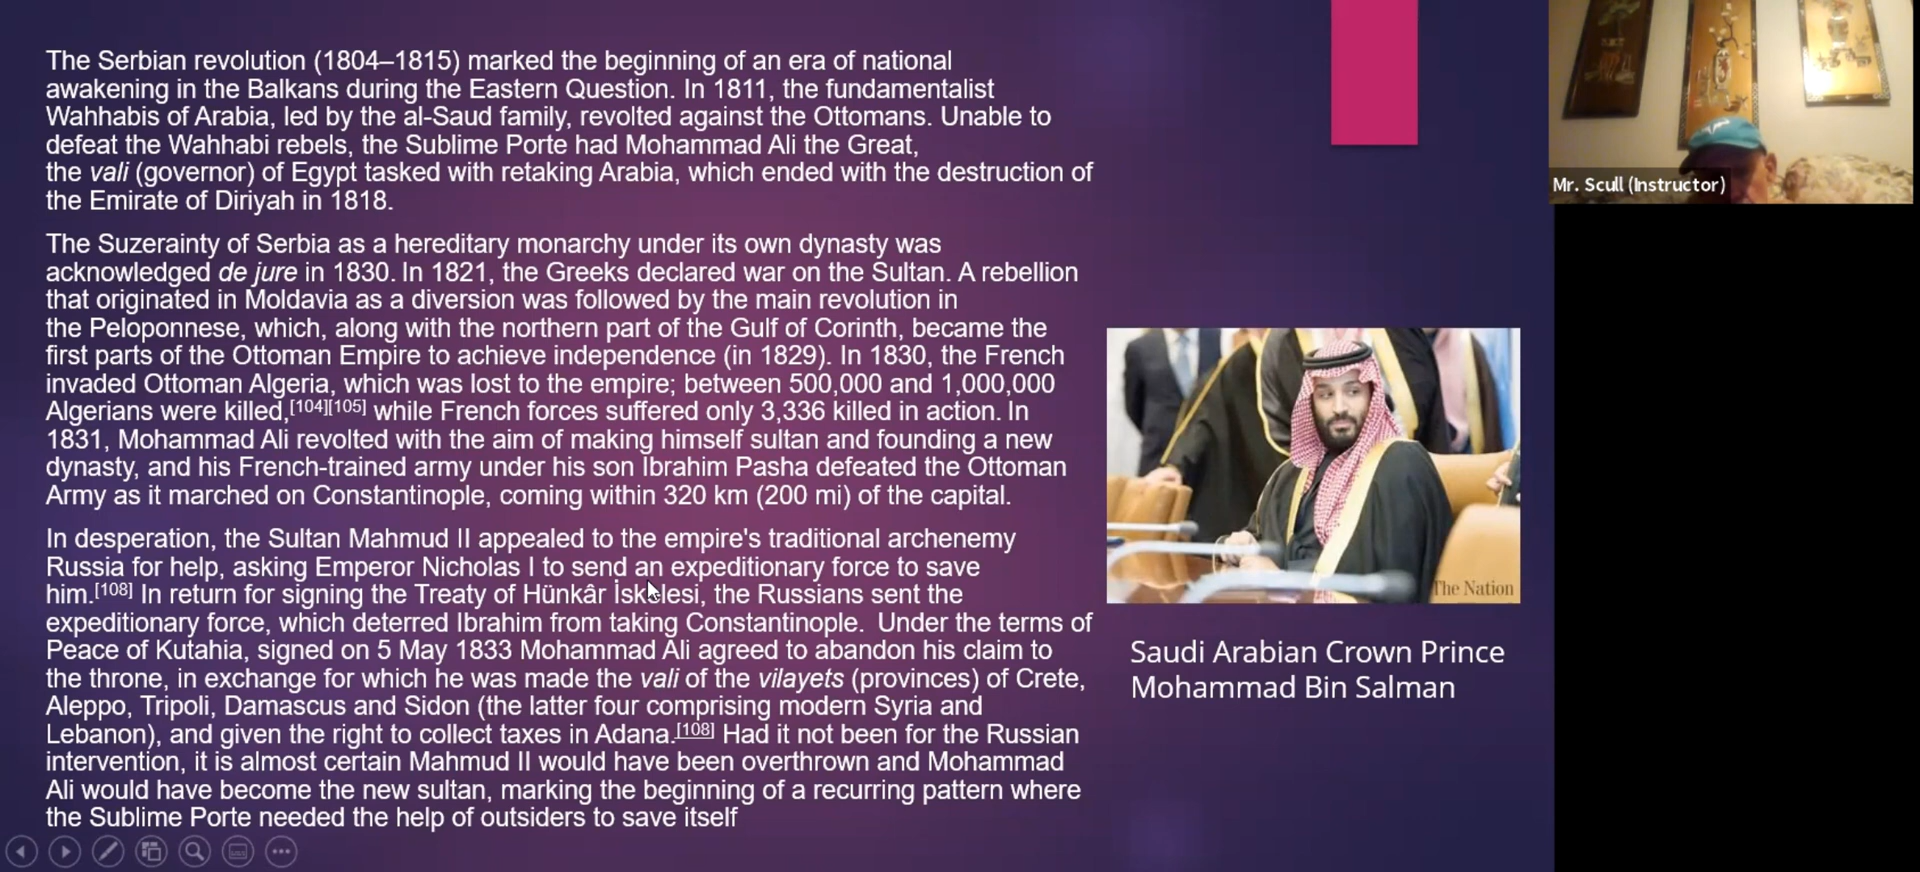 The Serbian revolution (1804–1815) marked the beginning of an era of national
awakening in the Balkans during the Eastern Question. In 1811, the fundamentalist
Wahhabis of Arabia, led by the al-Saud family, revolted against the Ottomans. Unable to
defeat the Wahhabi rebels, the Sublime Porte had Mohammad Ali the Great,
the vali (governor) of Egypt tasked with retaking Arabia, which ended with the destruction of
the Emirate of Diriyah in 1818.
The Suzerainty of Serbia as a hereditary monarchy under its own dynasty was
acknowledged de jure in 1830. In 1821, the Greeks declared war on the Sultan. A rebellion
that originated in Moldavia as a diversion was followed by the main revolution in
the Peloponnese, which, along with the northern part of the Gulf of Corinth, became the
first parts of the Ottoman Empire to achieve independence (in 1829). In 1830, the French
invaded Ottoman Algeria, which was lost to the empire; between 500,000 and 1,000,000
Algerians were killed,[104][105] while French forces suffered only 3,336 killed in action. In
1831, Mohammad Ali revolted with the aim of making himself sultan and founding a new
dynasty, and his French-trained army under his son Ibrahim Pasha defeated the Ottoman
Army as it marched on Constantinople, coming within 320 km (200 mi) of the capital.
In desperation, the Sultan Mahmud II appealed to the empire's traditional archenemy
Russia for help, asking Emperor Nicholas I to send an expeditionary force to save
him.[108] In return for signing the Treaty of Hünkâr İskelesi, the Russians sent the
expeditionary force, which deterred Ibrahim from taking Constantinople. Under the terms of
Peace of Kutahia, signed on 5 May 1833 Mohammad Ali agreed to abandon his claim to
the throne, in exchange for which he was made the vali of the vilayets (provinces) of Crete,
Aleppo, Tripoli, Damascus and Sidon (the latter four comprising modern Syria and
Lebanon), and given the right to collect taxes in Adana.[108] Had it not been for the Russian
intervention, it is almost certain Mahmud II would have been overthrown and Mohammad
Ali would have become the new sultan, marking the beginning of a recurring pattern where
the Sublime Porte needed the help of outsiders to save itself
The Nation
Saudi Arabian Crown Prince
Mohammad Bin Salman
Mr. Scull (Instructor)